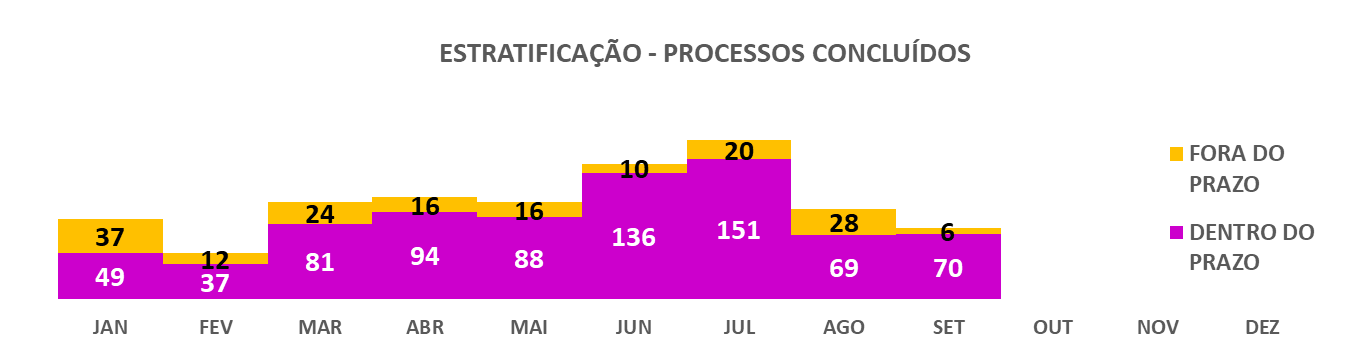 ESTRATIFICAÇÃO - PROCESSOS CONCLUÍDOS
37 12 24 16 16 10 20 28 6
49 37 81 94 88 136 151 69 70
JAN FEV MAR ABR MAI JUN JUL AGO SET OUT NOV DEZ
FORA DO
PRAZO
DENTRO DO
PRAZO